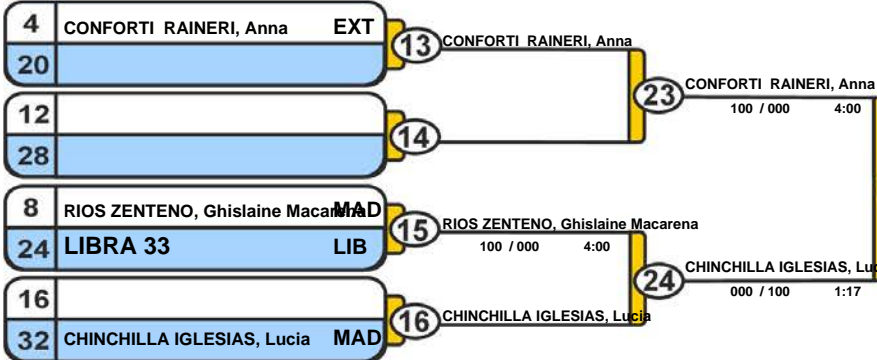 4 CONFORTI RAINERI, Anna EXT
20
13 CONFORTI RAINERI, Anna
23 CONFORTI RAINERI, Anna
100 / 000 4:00
12
28
14
8 RIOS ZENTENO, Ghislaine Macarena MAD
24 LIBRA 33 LIB
15 RIOS ZENTENO, Ghislaine Macarena
100 / 000 4:00
24 CHINCHILLA IGLESIAS, Luc
000 / 100 1:17
16
32 CHINCHILLA IGLESIAS, Lucia MAD
16 CHINCHILLA IGLESIAS, Lucia